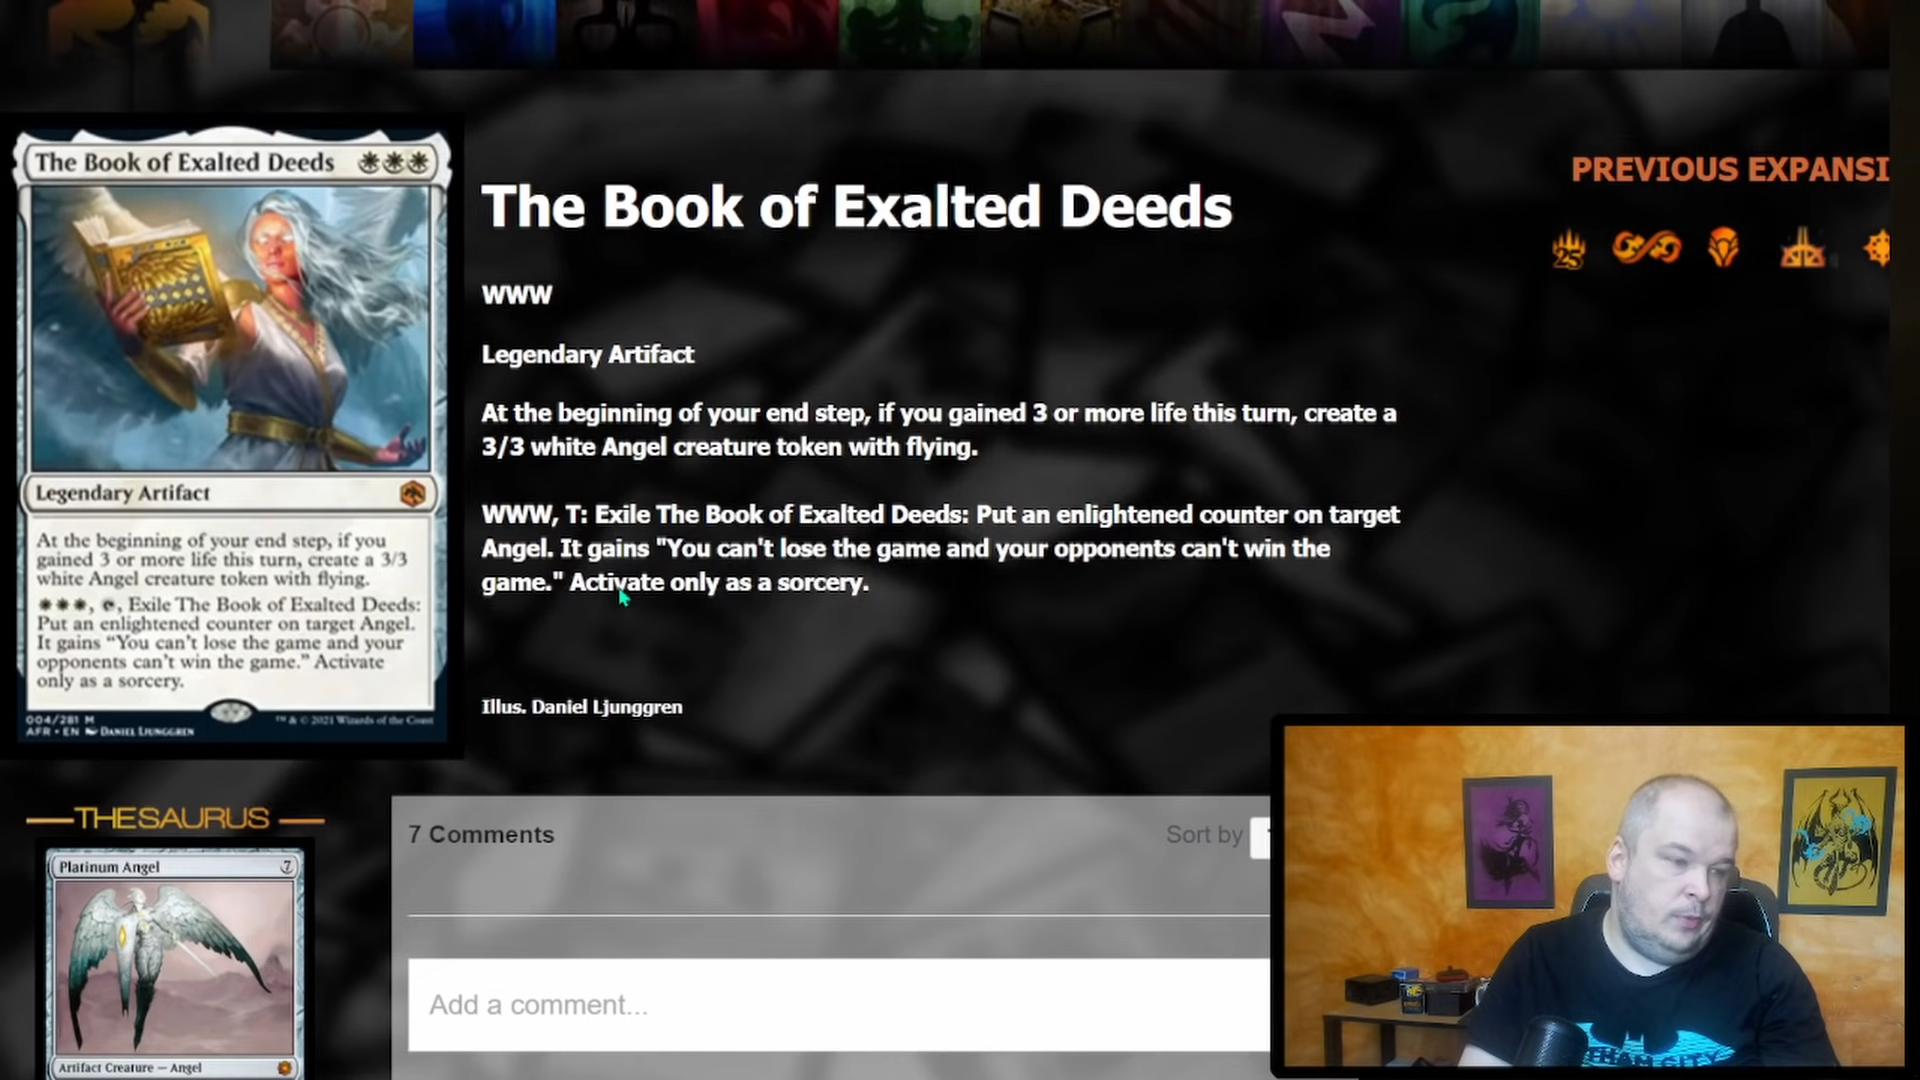 The Book of Exalted Deeds
At the beginning of your end step, if you
gained 3 or more life this turn, create a 3/3
white Angel creature token with flying.
, , Exile The Book of Exalted Deeds:
Put an enlightened counter on target Angel.
It gains “You can’t lose the game and your
opponents can’t win the game.” Activate
only as a sorcery.
Legendary Artifact
004/281 M
AFR • EN DANIEL LJUNGGREN
™ & © 2021 Wizards of the Coast
The Book of Exalted Deeds
WWW
Legendary Artifact
At the beginning of your end step, if you gained 3 or more life this turn, create a
3/3 white Angel creature token with flying.
WWW, T: Exile The Book of Exalted Deeds: Put an enlightened counter on target
Angel. It gains "You can't lose the game and your opponents can't win the
game." Activate only as a sorcery.
Illus. Daniel Ljunggren
PREVIOUS EXPANSI
25
THESAURUS
Platinum Angel 7
Artifact Creature — Angel
7 Comments
Sort by
Add a comment...
GOTHAM CITY